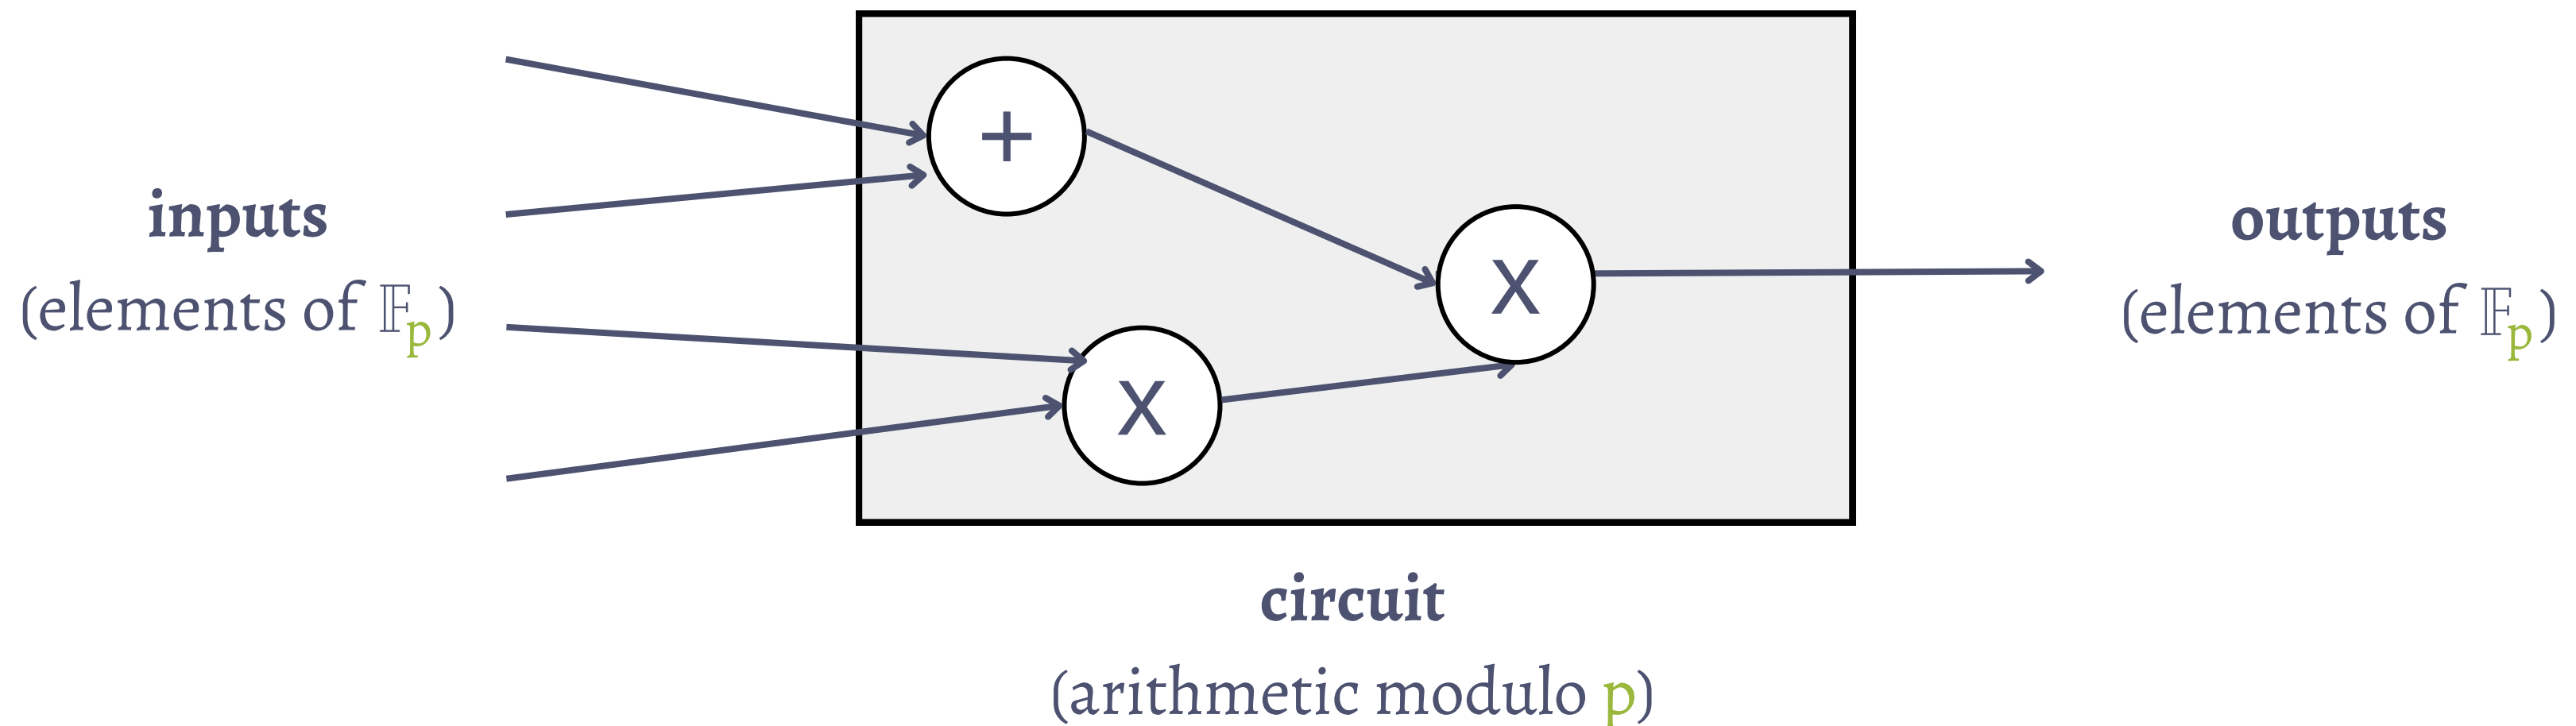 inputs
(elements of 𝔽p)
+
x
x
outputs
(elements of 𝔽p)
circuit
(arithmetic modulo p)